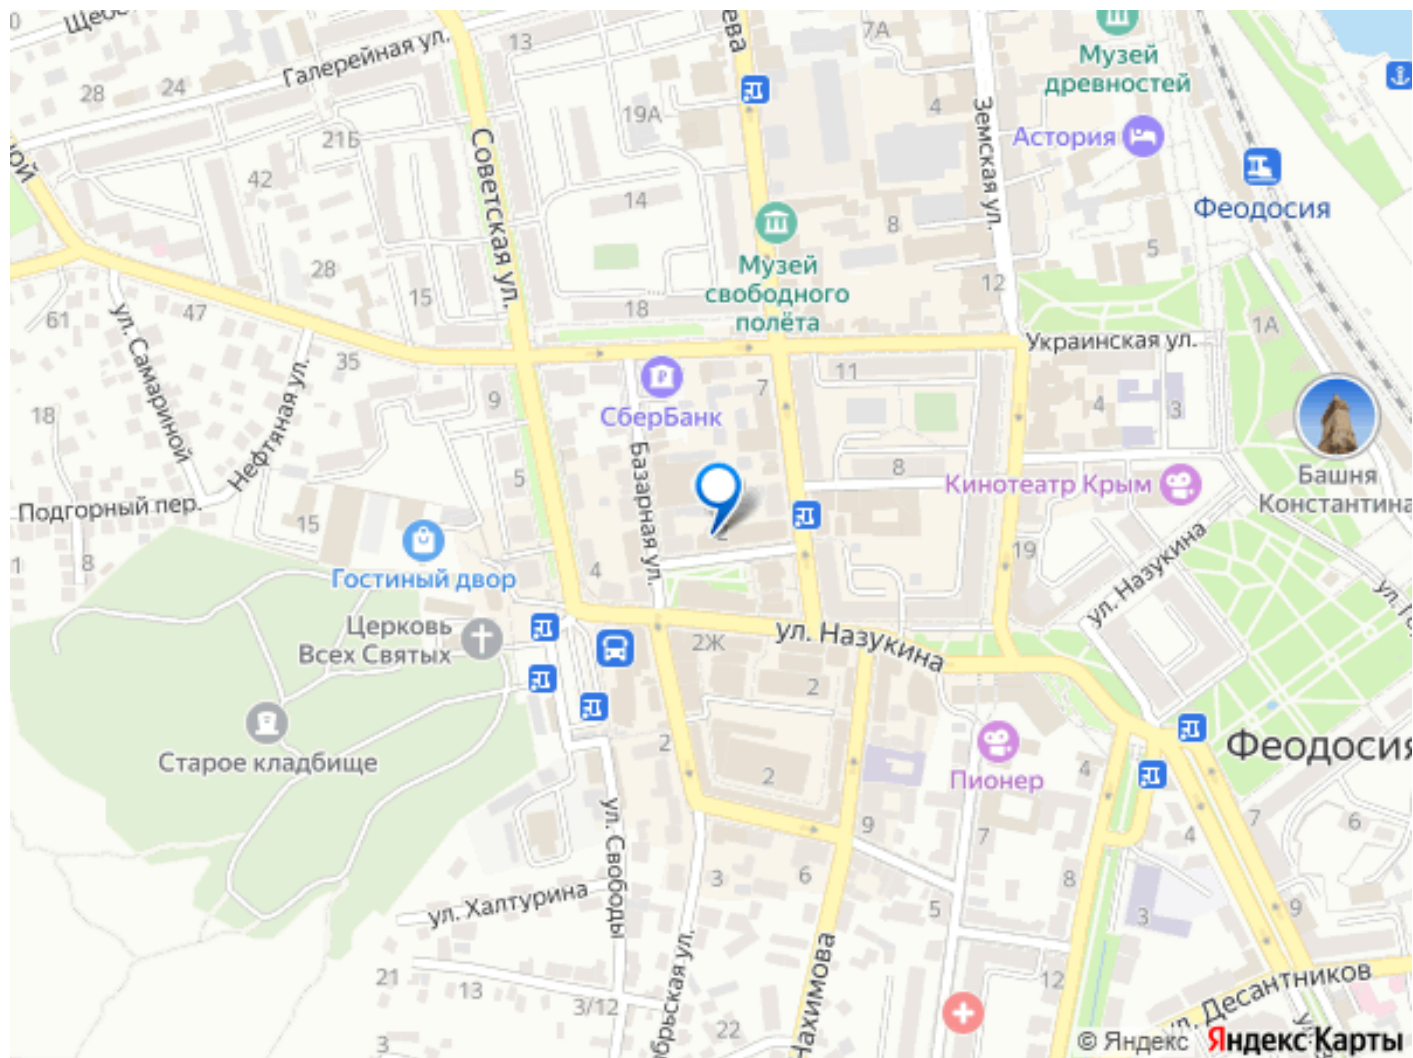 Галерейная ул.
13
7А
Музей
древностей
28
24
19А
4
Земская ул.
Астория
21Б
Советская ул.
42
14
Феодосия
8
5
Музей
свободного
полёта
28
15
18
12
61
47
ул. Самариной
35
Украинская ул.
1А
СберБанк
7
11
9
4
3
18
Нефтяная ул.
Базарная ул.
5
8
Кинотеатр Крым
Башня
Константина
Подгорный пер.
15
19
ул. Назукина
8
Гостиный двор
4
Церковь
Всех Святых
2Ж
ул. Назукина
2
Старое кладбище
2
2
Пионер
4
Феодосия
ул. Свободы
9
7
4
7
6
ул. Халтурина
3
6
8
5
3
9
21
13
3/12
12
Нахимова
ул. Десантников
22
3
© Яндекс Яндекс Карты